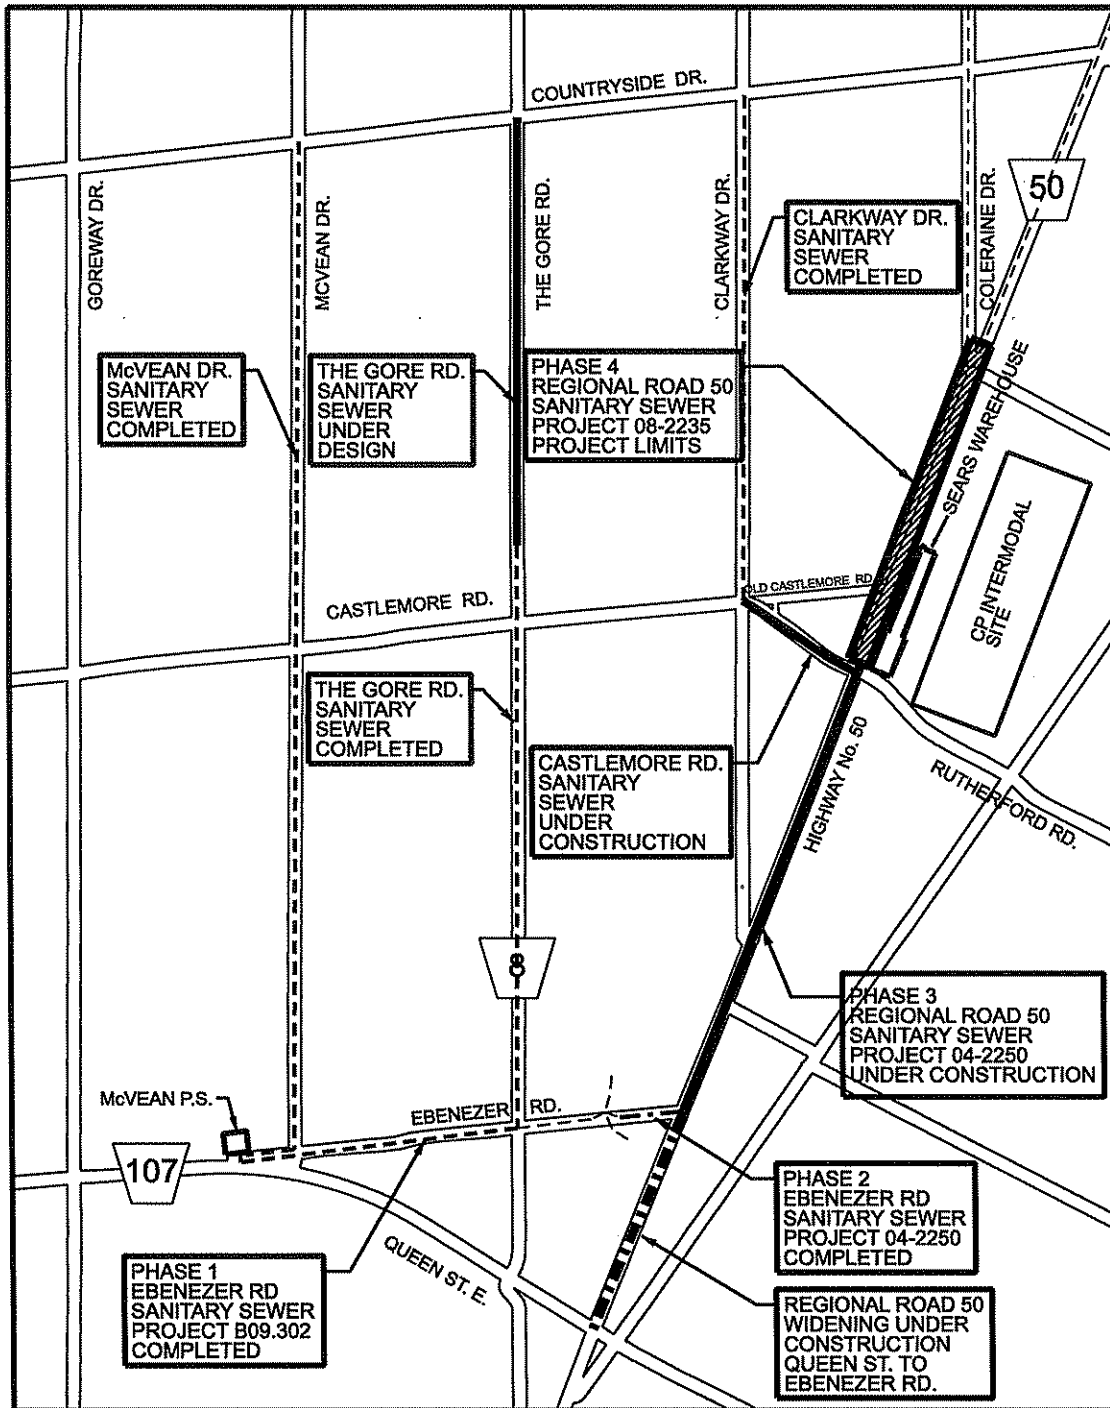 COUNTRYSIDE DR.
50
GOREWAY DR.
MCVEAN DR.
THE GORE RD.
CLARKWAY DR.
COLERAINE DR.
CLARKWAY DR.
SANITARY
SEWER
COMPLETED
McVEAN DR.
SANITARY
SEWER
COMPLETED
THE GORE RD.
SANITARY
SEWER
UNDER
DESIGN
PHASE 4
REGIONAL ROAD 50
SANITARY SEWER
PROJECT 08-2235
PROJECT LIMITS
SEARS WAREHOUSE
CP INTERMODAL
SITE
OLD CASTLEMORE RD.
CASTLEMORE RD.
THE GORE RD.
SANITARY
SEWER
COMPLETED
CASTLEMORE RD.
SANITARY
SEWER
UNDER
CONSTRUCTION
HIGHWAY No. 50
RUTHERFORD RD.
8
PHASE 3
REGIONAL ROAD 50
SANITARY SEWER
PROJECT 04-2250
UNDER CONSTRUCTION
McVEAN P.S.
EBENEZER RD.
107
QUEEN ST. E.
PHASE 2
EBENEZER RD
SANITARY SEWER
PROJECT 04-2250
COMPLETED
PHASE 1
EBENEZER RD
SANITARY SEWER
PROJECT B09.302
COMPLETED
REGIONAL ROAD 50
WIDENING UNDER
CONSTRUCTION
QUEEN ST. TO
EBENEZER RD.